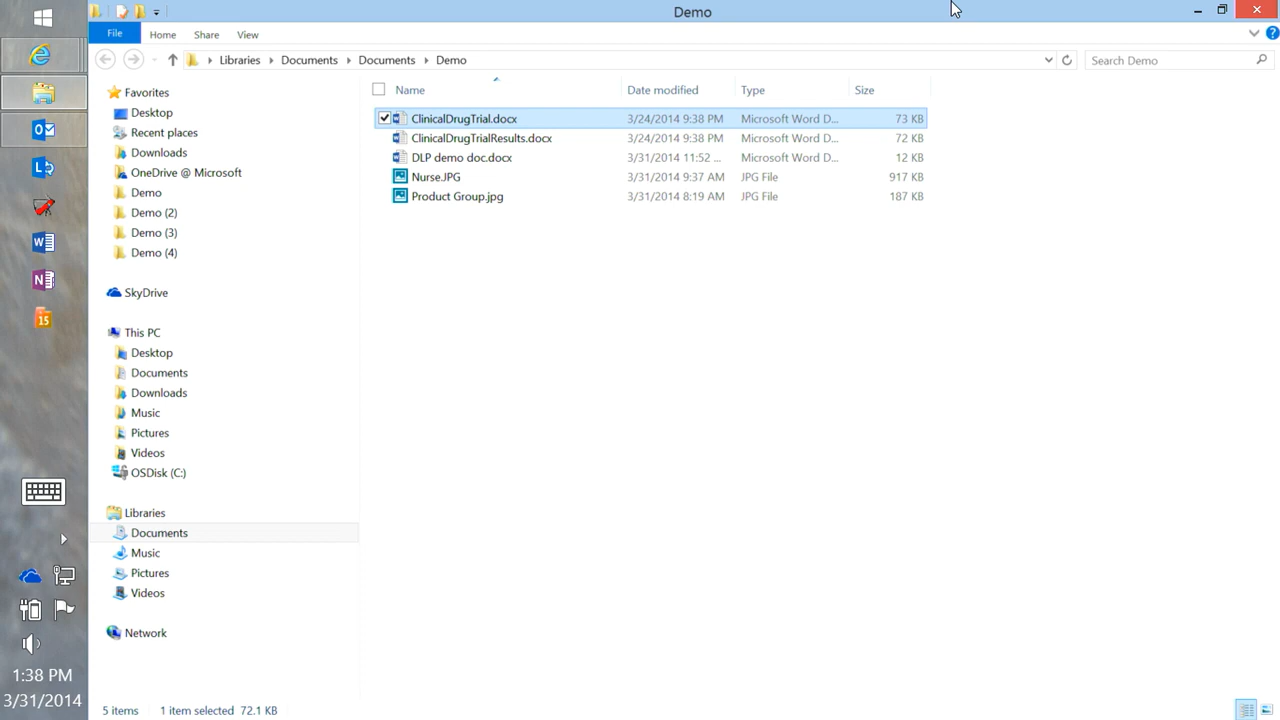 Demo
File Home Share View
Libraries Documents Documents Demo
Search Demo
Name Date modified Type Size
ClinicalDrugTrial.docx 3/24/2014 9:38 PM Microsoft Word D... 73 KB
ClinicalDrugTrialResults.docx 3/24/2014 9:38 PM Microsoft Word D... 72 KB
DLP demo doc.docx 3/31/2014 11:52 ... Microsoft Word D... 12 KB
Nurse.JPG 3/31/2014 9:37 AM JPG File 917 KB
Product Group.jpg 3/31/2014 8:19 AM JPG File 187 KB
Favorites
Desktop
Recent places
Downloads
OneDrive @ Microsoft
Demo
Demo (2)
Demo (3)
Demo (4)
SkyDrive
This PC
Desktop
Documents
Downloads
Music
Pictures
Videos
OSDisk (C:)
Libraries
Documents
Music
Pictures
Videos
Network
15
1:38 PM
3/31/2014
5 items 1 item selected 72.1 KB